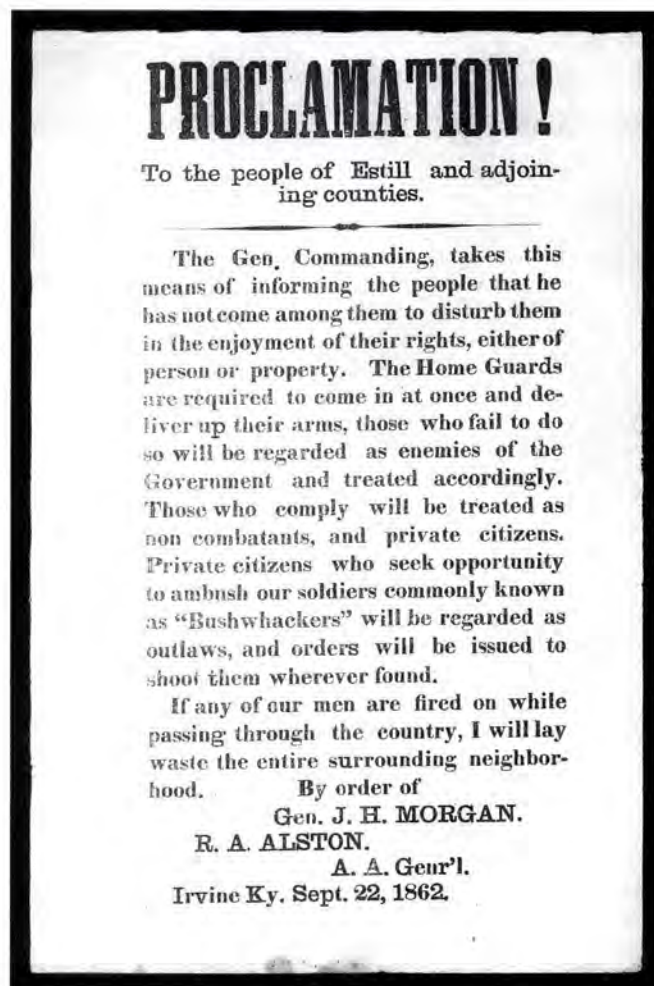 PROCLAMATION!
To the people of Estill and adjoin-
ing counties.
The Gen. Commanding, takes this
means of informing the people that he
has not come among them to disturb them
in the enjoyment of their rights, either of
person or property. The Home Guards
are required to come in at once and de-
liver up their arms, those who fail to do
so will be regarded as enemies of the
Government and treated accordingly.
Those who comply will be treated as
non combatants, and private citizens.
Private citizens who seek opportunity
to ambush our soldiers commonly known
as “Bushwhackers” will be regarded as
outlaws, and orders will be issued to
shoot them wherever found.
If any of our men are fired on while
passing through the country, I will lay
waste the entire surrounding neighbor-
hood. By order of
Gen. J. H. MORGAN.
R. A. ALSTON.
A. A. Genr’l.
Irvine Ky. Sept. 22, 1862.